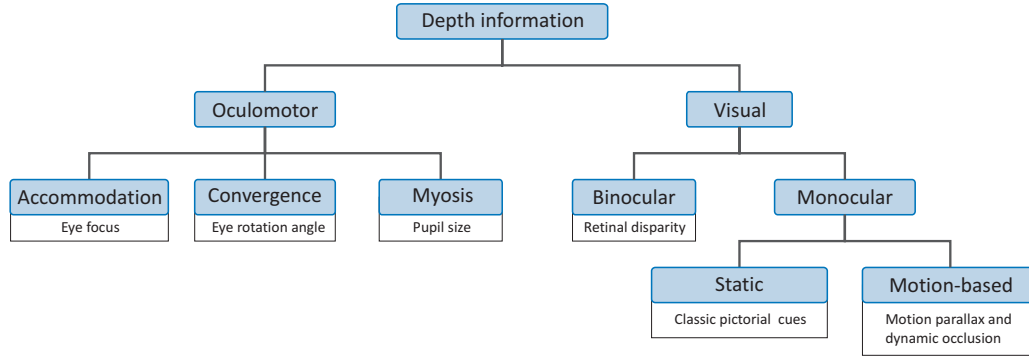 Depth information
Oculomotor
Visual
Accommodation
Eye focus
Convergence
Eye rotation angle
Myosis
Pupil size
Binocular
Retinal disparity
Monocular
Static
Classic pictorial cues
Motion-based
Motion parallax and
dynamic occlusion